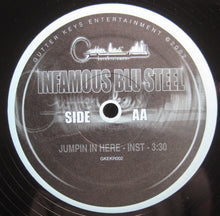 GUTTER KEYS ENTERTAINMENT © 2002
INFAMOUS BLU STEEL
SIDE AA
JUMPIN IN HERE - INST - 3:30
GKEKR002